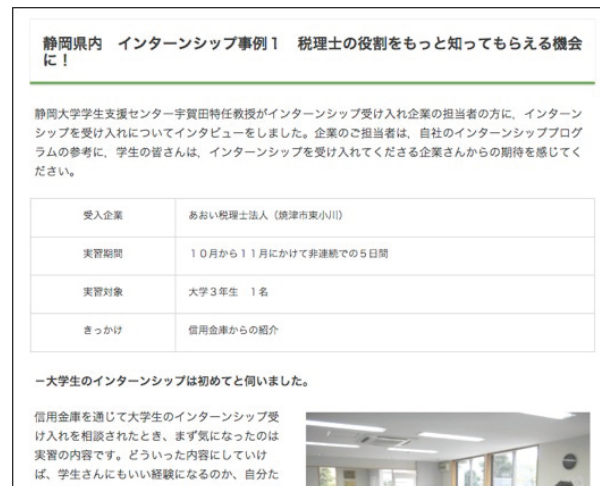 静岡県内　インターンシップ事例１　税理士の役割をもっと知ってもらえる機会
に！
静岡大学学生支援センター宇賀田特任教授がインターンシップ受け入れ企業の担当者の方に，インターン
シップを受け入れについてインタビューをしました。企業のご担当者は，自社のインターンシッププログ
ラムの参考に，学生の皆さんは，インターンシップを受け入れてくださる企業さんからの期待を感じてく
ださい。
受入企業　あおい税理士法人（焼津市東小川）
実習期間　１０月から１１月にかけて非連続での５日間
実習対象　大学３年生　１名
きっかけ　信用金庫からの紹介
−大学生のインターンシップは初めてと伺いました。
信用金庫を通じて大学生のインターンシップ受
け入れを相談されたとき、まず気になったのは
実習の内容です。どういった内容にしていけ
ば、学生さんにもいい経験になるのか、自分た